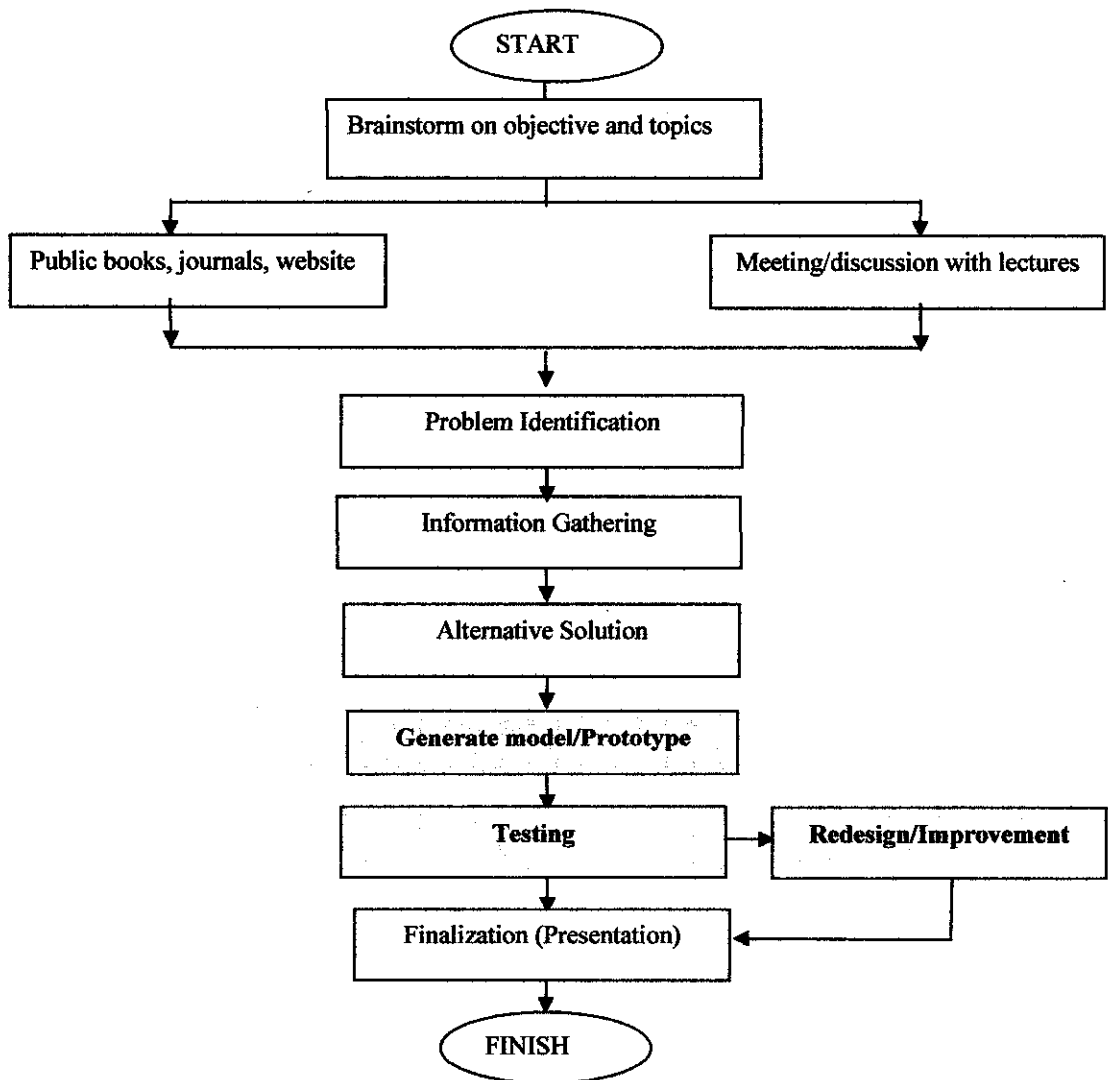 START
Brainstorm on objective and topics
Public books, journals, website
Meeting/discussion with lectures
Problem Identification
Information Gathering
Alternative Solution
Generate model/Prototype
Testing
Redesign/Improvement
Finalization (Presentation)
FINISH